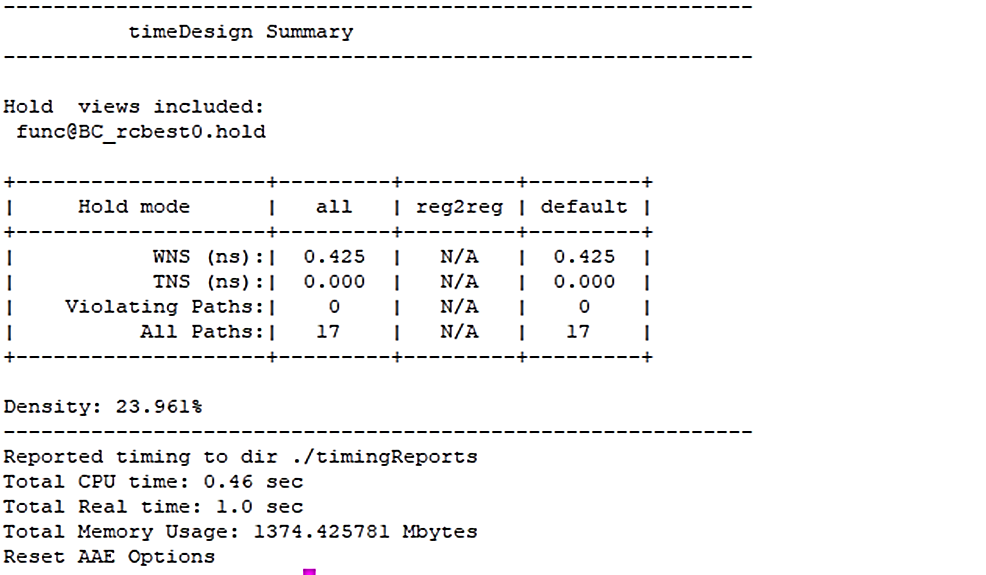 ------------------------------------------------------------
          timeDesign Summary
------------------------------------------------------------
Hold  views included:
 func@BC_rcbest0.hold
+--------------------+---------+---------+---------+
|     Hold mode      |   all   | reg2reg | default |
+--------------------+---------+---------+---------+
|           WNS (ns):|  0.425  |   N/A   |  0.425  |
|           TNS (ns):|  0.000  |   N/A   |  0.000  |
|    Violating Paths:|    0    |   N/A   |    0    |
|          All Paths:|   17    |   N/A   |   17    |
+--------------------+---------+---------+---------+
Density: 23.961%
------------------------------------------------------------
Reported timing to dir ./timingReports
Total CPU time: 0.46 sec
Total Real time: 1.0 sec
Total Memory Usage: 1374.425781 Mbytes
Reset AAE Options